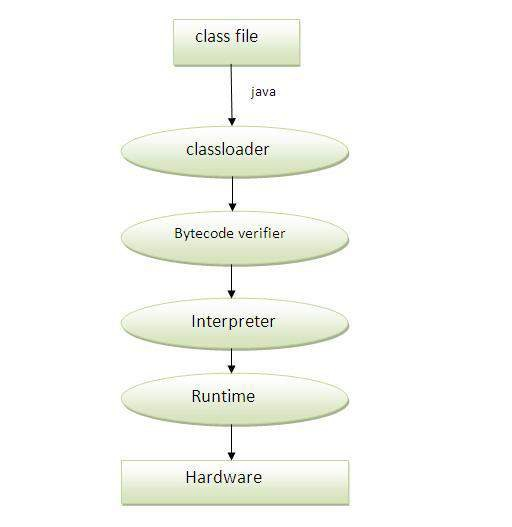 class file
java
classloader
Bytecode verifier
Interpreter
Runtime
Hardware